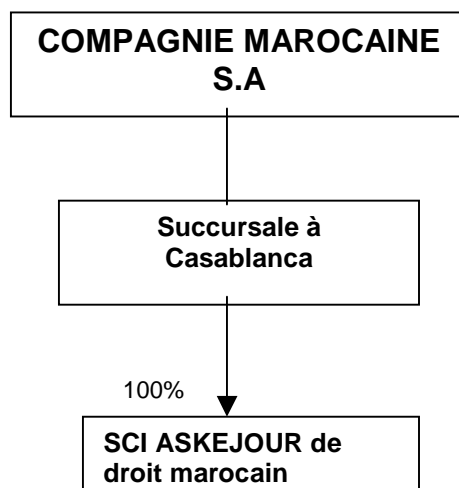 COMPAGNIE MAROCAINE
S.A
Succursale à
Casablanca
100%
SCI ASKEJOUR de
droit marocain